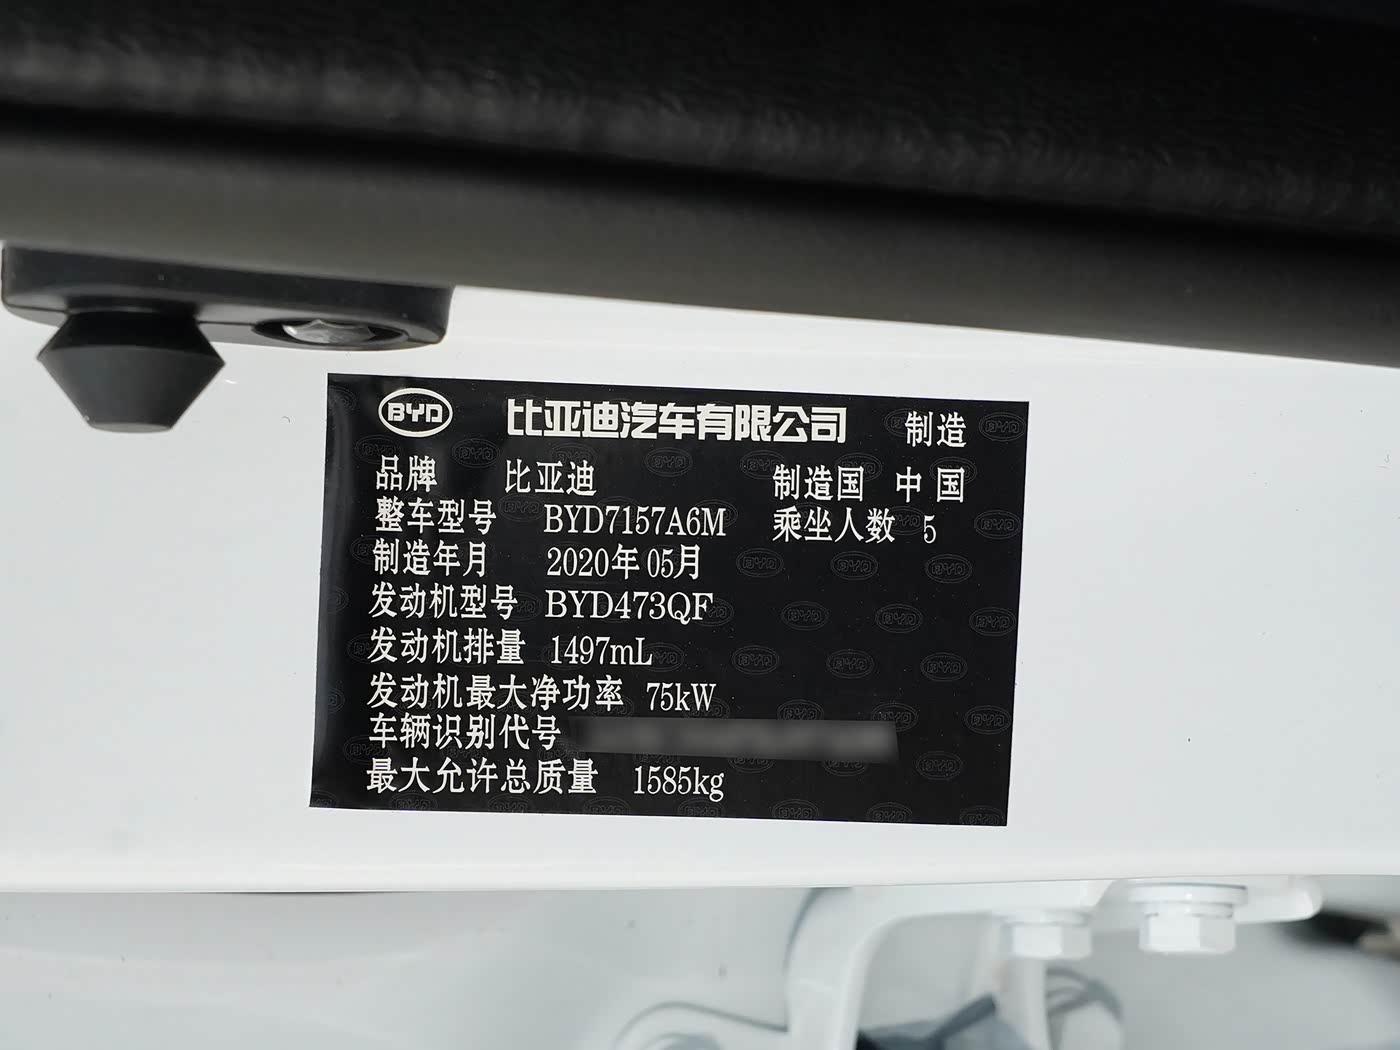 BYD 比亚迪汽车有限公司 制造
品牌 比亚迪 制造国 中国
整车型号 BYD7157A6M 乘坐人数 5
制造年月 2020年05月
发动机型号 BYD473QF
发动机排量 1497mL
发动机最大净功率 75kW
车辆识别代号
最大允许总质量 1585kg